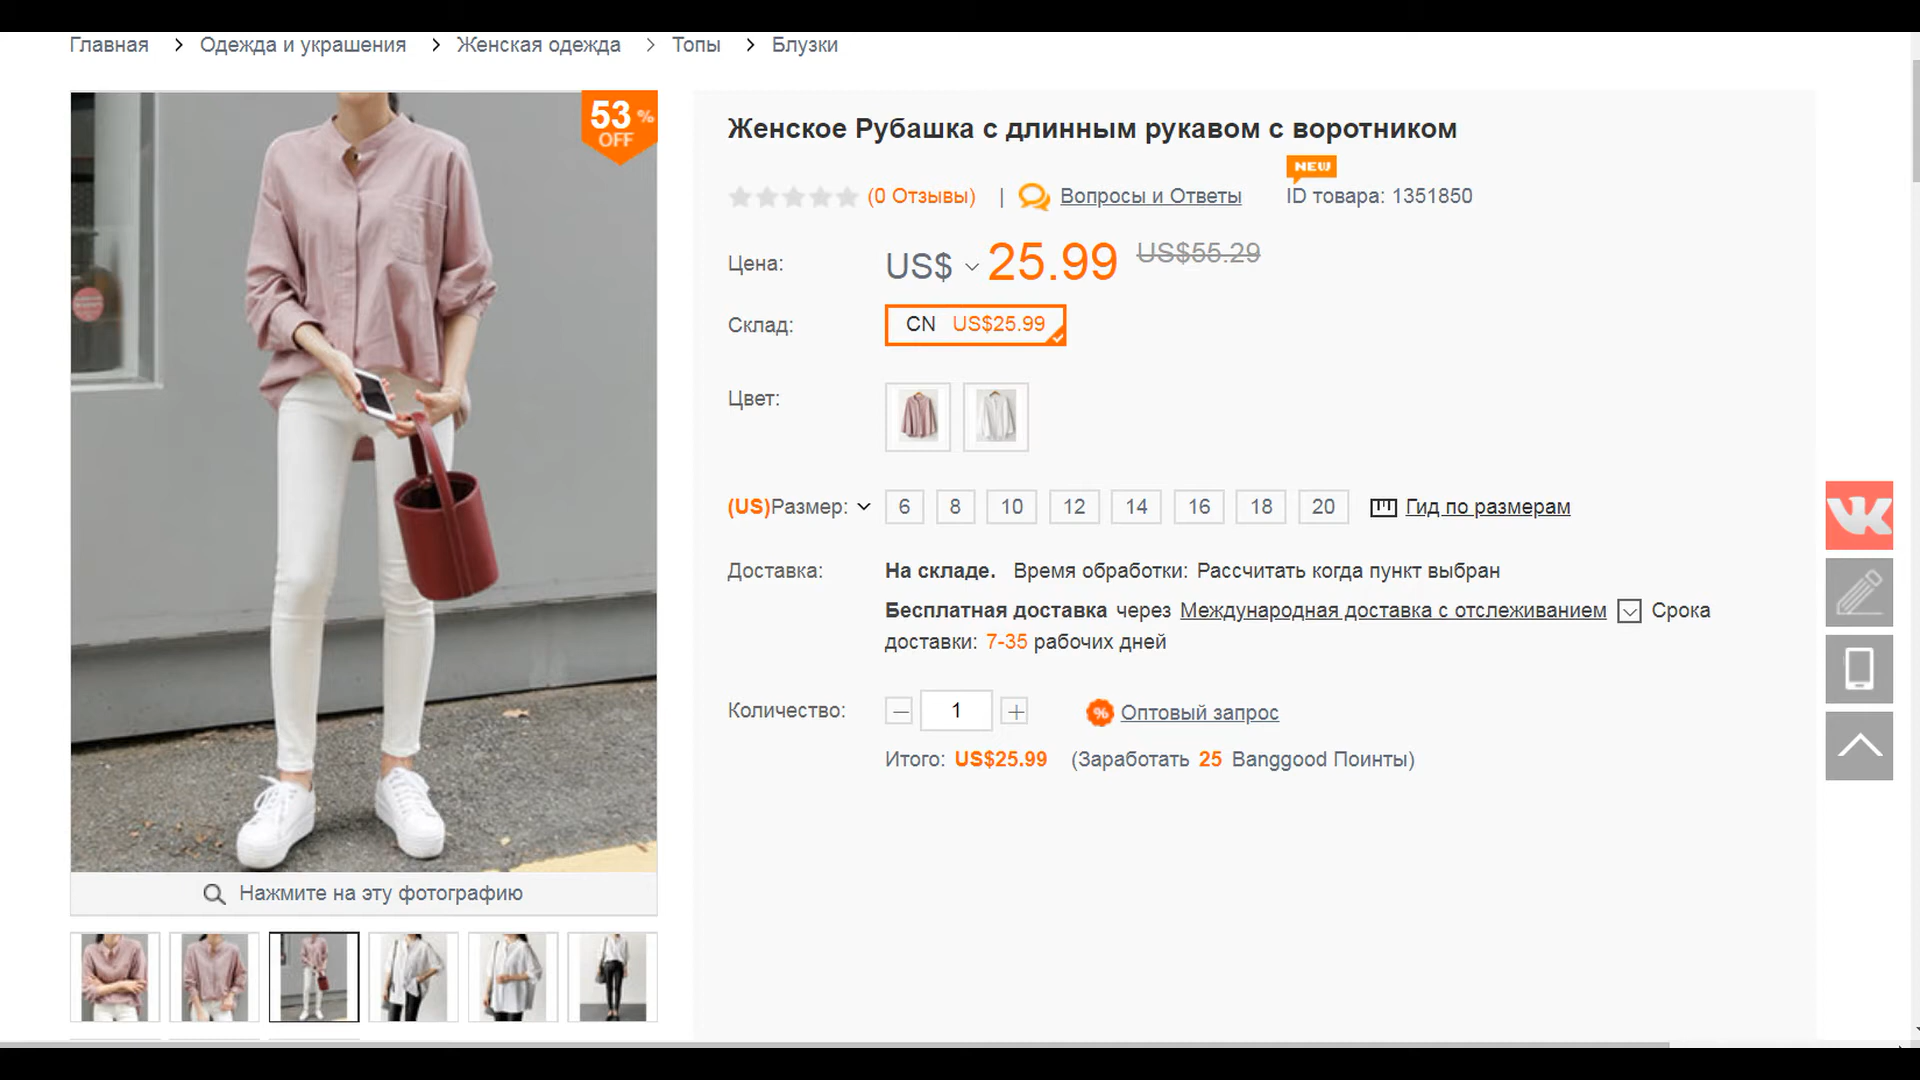 Главная > Одежда и украшения > Женская одежда > Топы > Блузки
53 %
OFF
Женское Рубашка с длинным рукавом с воротником
NEW
(0 Отзывы) | Вопросы и Ответы ID товара: 1351850
Цена: US$ 25.99 US$55.29
Склад: CN US$25.99
Цвет:
(US)Размер: 6 8 10 12 14 16 18 20 Гид по размерам
Доставка: На складе. Время обработки: Рассчитать когда пункт выбран
Бесплатная доставка через Международная доставка с отслеживанием Срока
доставки: 7-35 рабочих дней
Количество: 1 % Оптовый запрос
Итого: US$25.99 (Заработать 25 Banggood Поинты)
Нажмите на эту фотографию